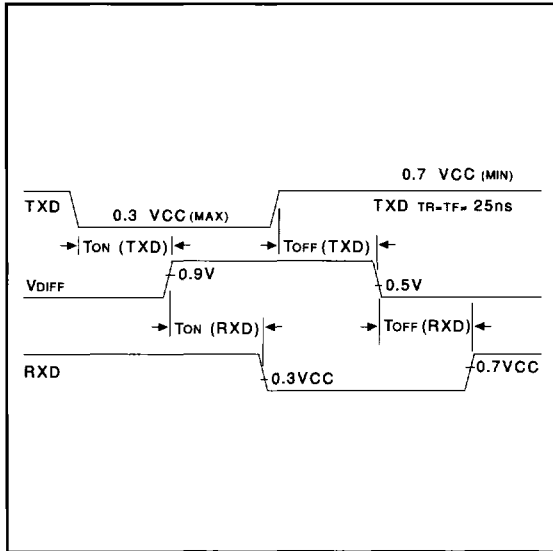 0.7 VCC (MIN)
TXD
0.3 VCC (MAX)
TXD TR=TF= 25ns
TON (TXD)
TOFF (TXD)
0.9V
VDIFF
0.5V
TON (RXD)
TOFF (RXD)
RXD
0.7VCC
0.3VCC